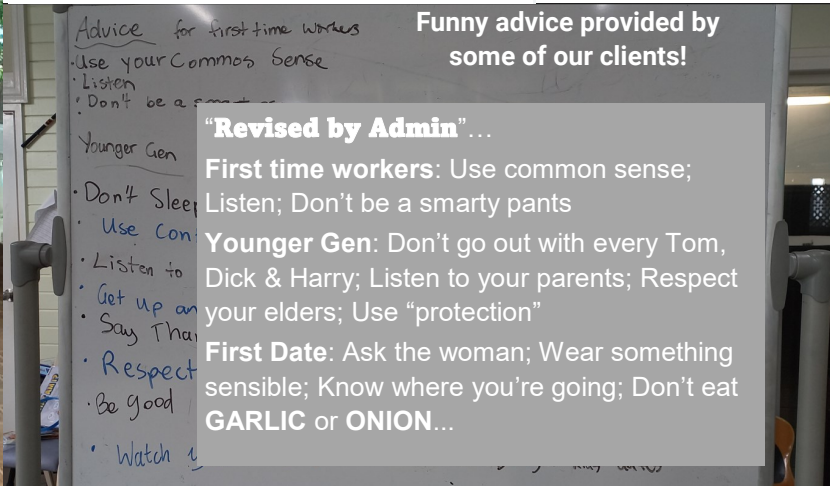 Advice for first time workers
Funny advice provided by
some of our clients!
• Use your Commos Sense
• Listen
• Don't be a
Younger Gen
• Don't
• Use
• Listen to
• Get up
• Say
• Respect
• Be good
• Watch
“Revised by Admin”…
First time workers: Use common sense;
Listen; Don’t be a smarty pants
Younger Gen: Don’t go out with every Tom,
Dick & Harry; Listen to your parents; Respect
your elders; Use “protection”
First Date: Ask the woman; Wear something
sensible; Know where you’re going; Don’t eat
GARLIC or ONION...